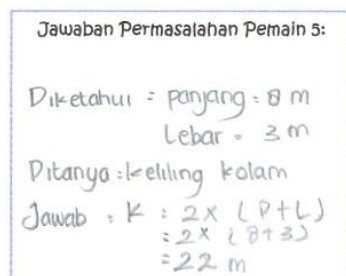 Jawaban Permasalahan Pemain 5:
Diketahui = panjang = 8 m
Lebar = 3 m
Ditanya : keliling kolam
Jawab : K : 2 x (P+L)
: 2 x (8+3)
= 22 m